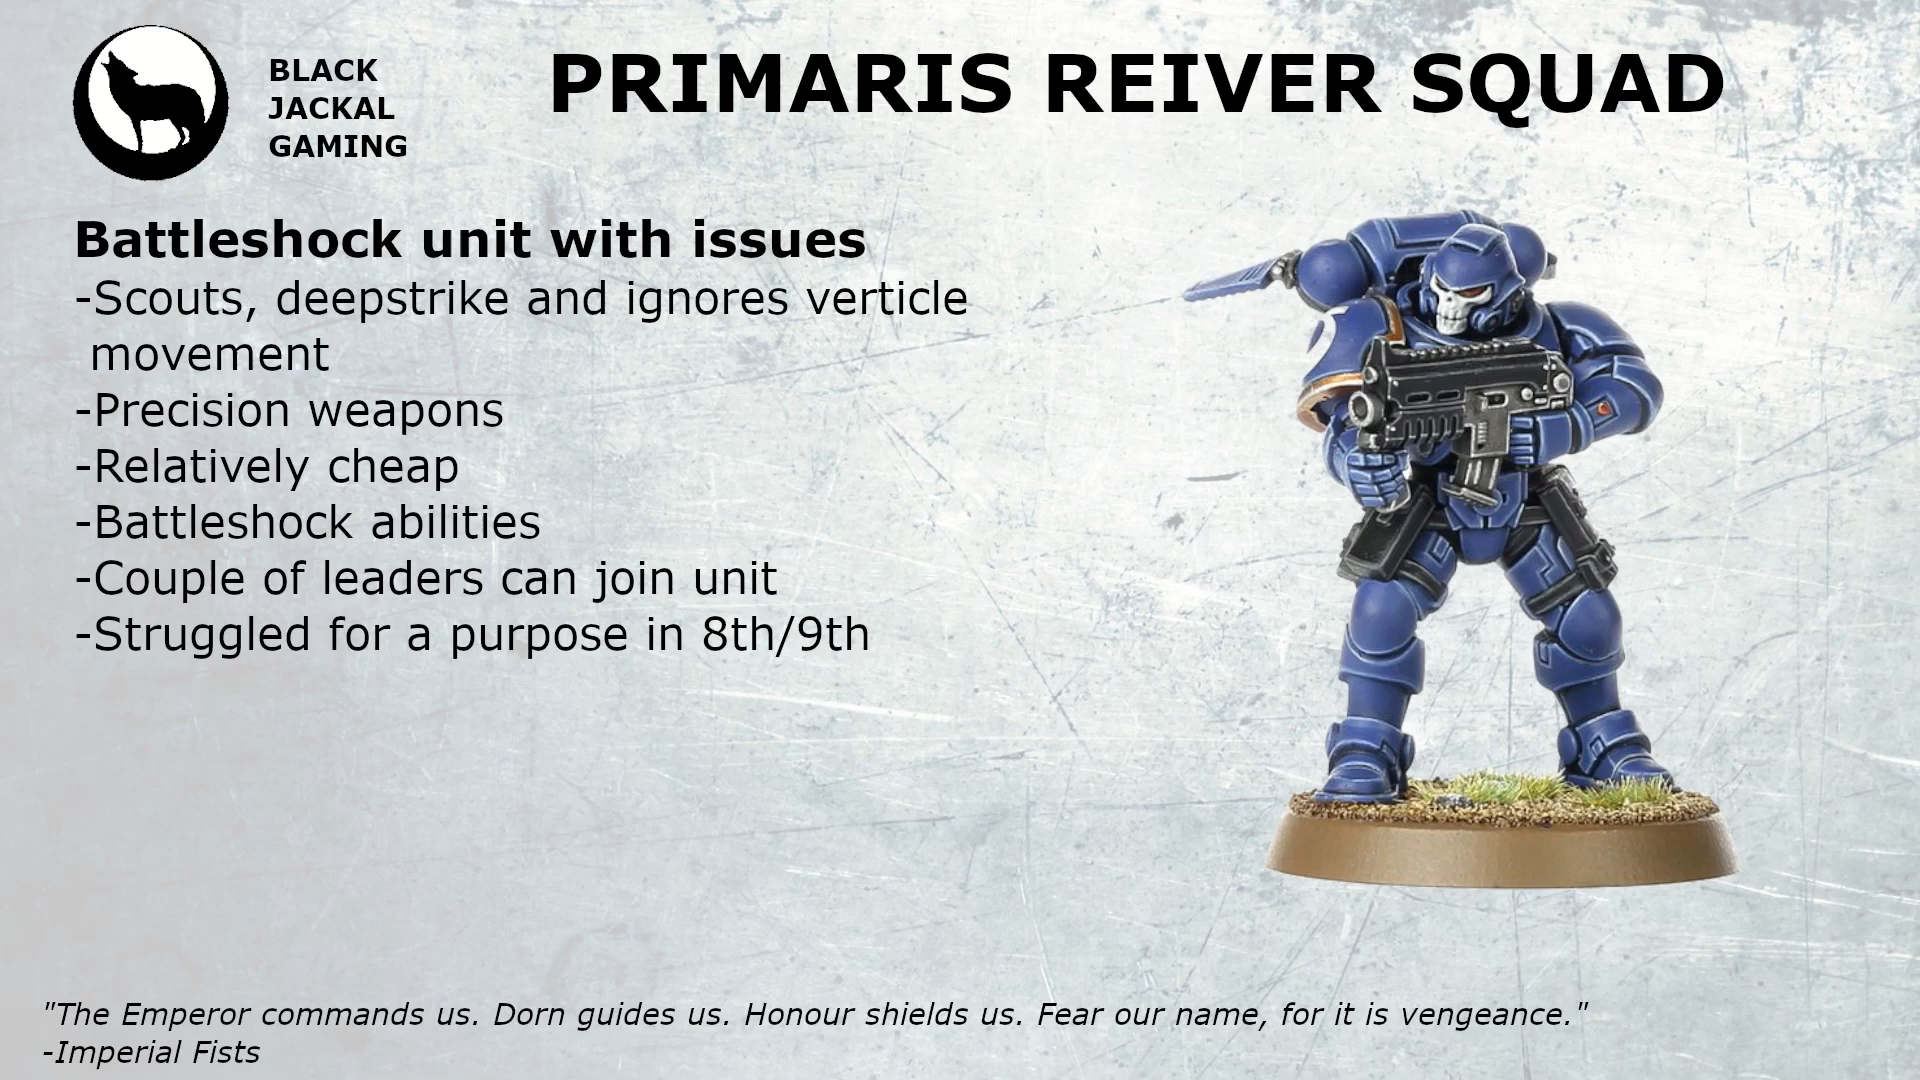 BLACK
JACKAL
GAMING
PRIMARIS REIVER SQUAD
Battleshock unit with issues
-Scouts, deepstrike and ignores verticle
movement
-Precision weapons
-Relatively cheap
-Battleshock abilities
-Couple of leaders can join unit
-Struggled for a purpose in 8th/9th
"The Emperor commands us. Dorn guides us. Honour shields us. Fear our name, for it is vengeance."
-Imperial Fists